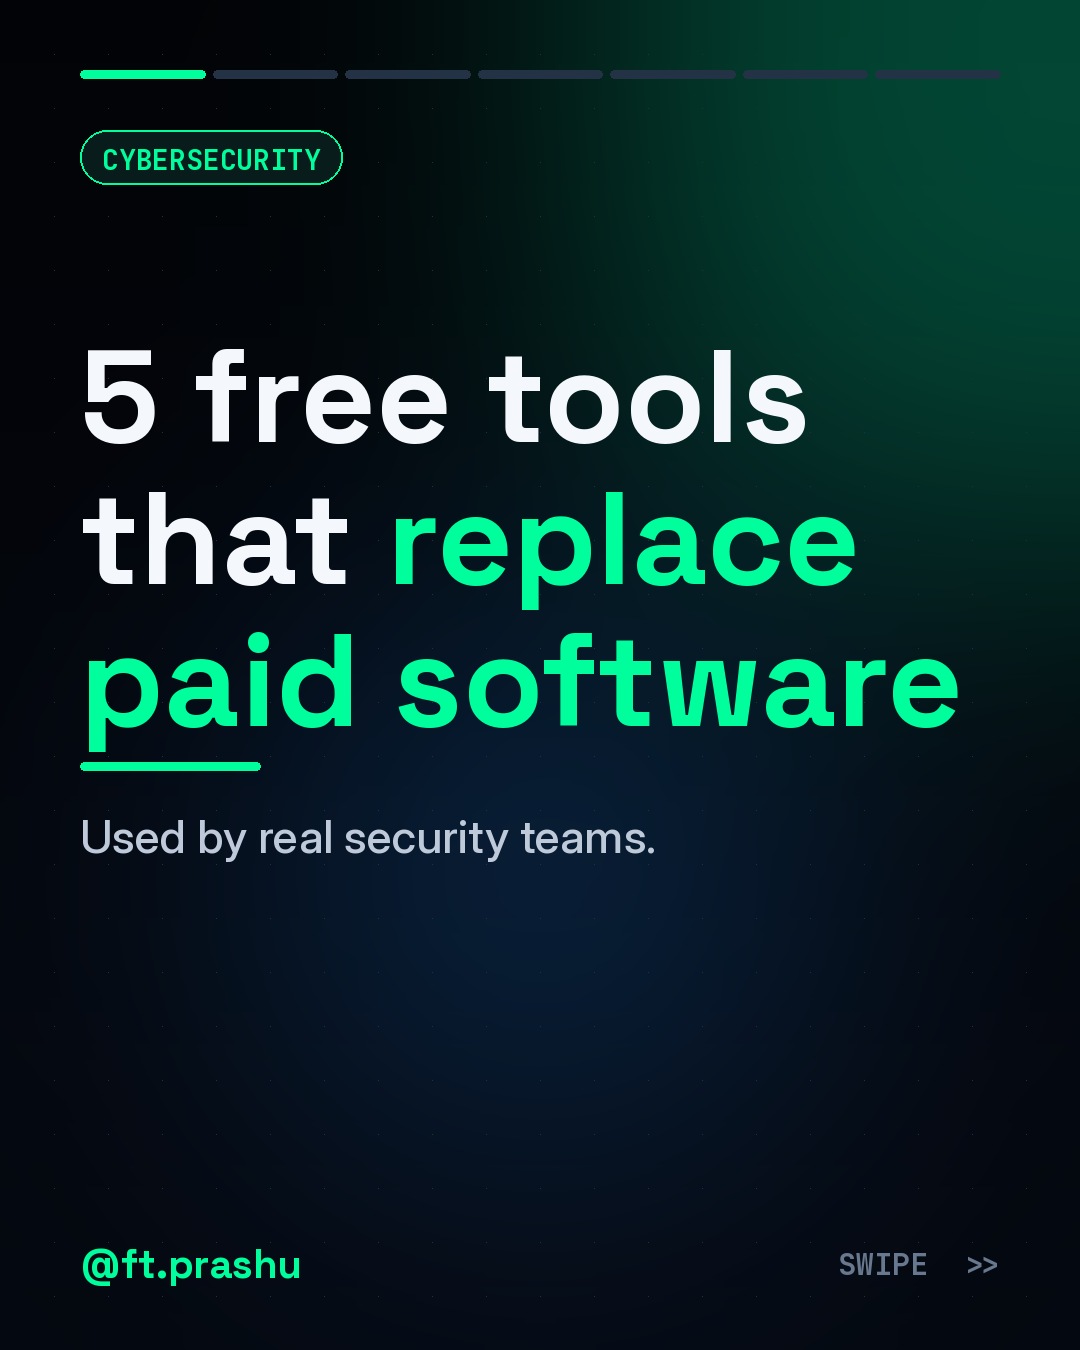 CYBERSECURITY
5 free tools
that replace
paid software
Used by real security teams.
@ft.prashu
SWIPE >>